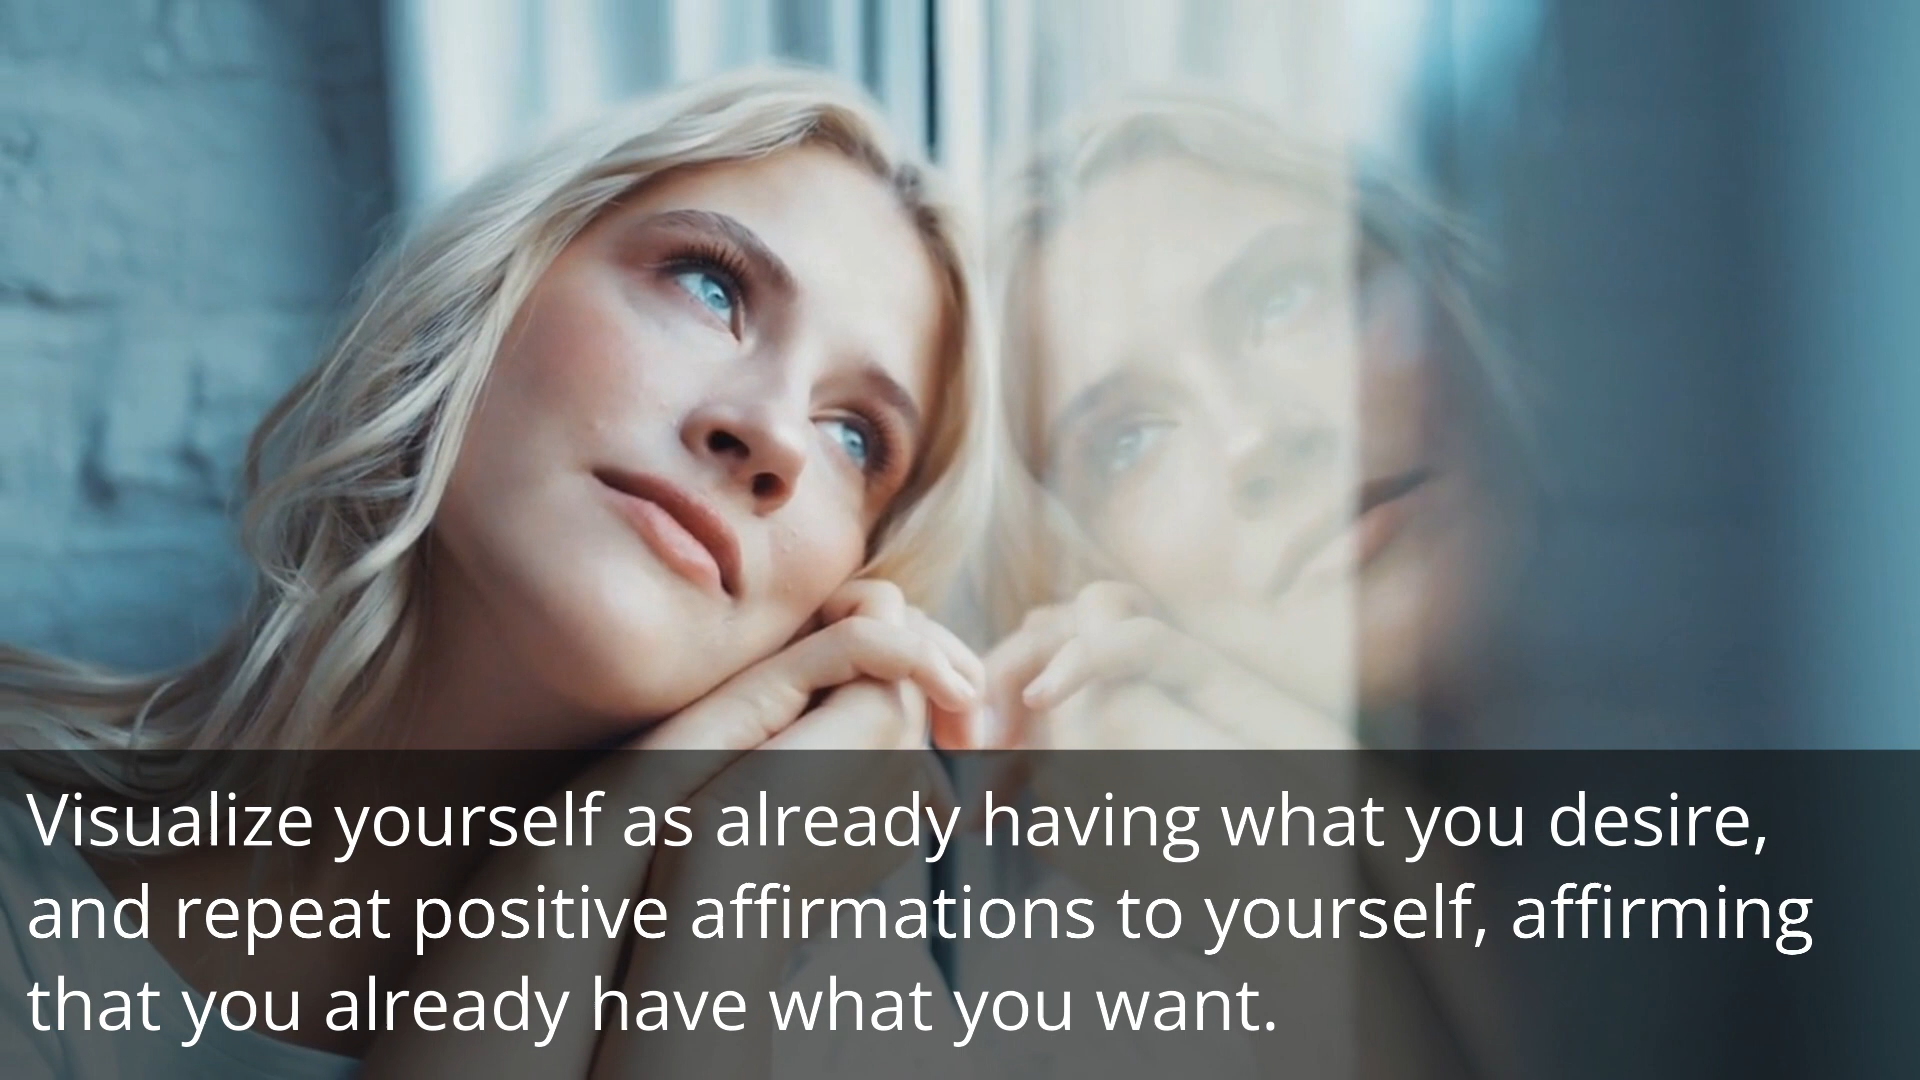 Visualize yourself as already having what you desire,
and repeat positive affirmations to yourself, affirming
that you already have what you want.